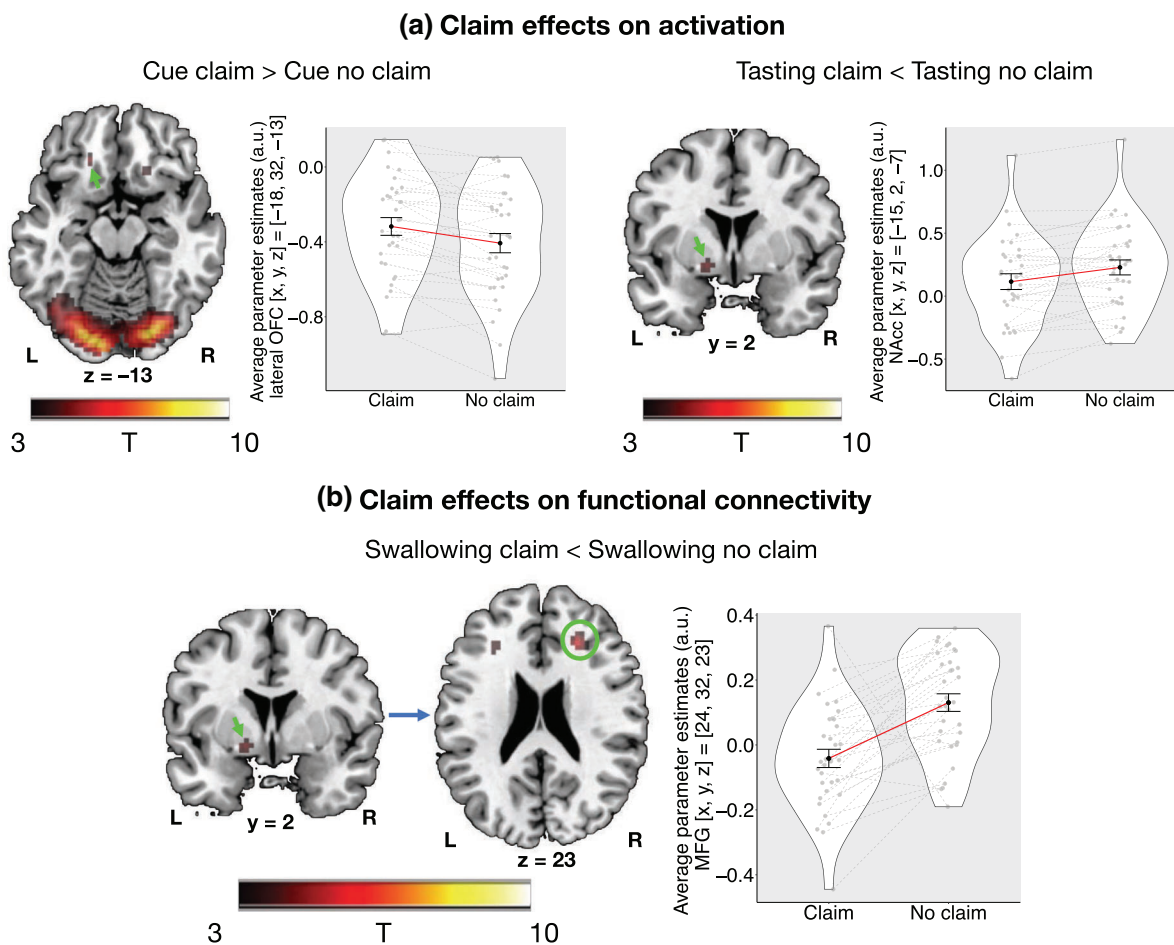 (a) Claim effects on activation
Cue claim > Cue no claim
Tasting claim < Tasting no claim
Average parameter estimates (a.u.)
lateral OFC [x, y, z] = [−18, 32, −13)
0.0
−0.4
−0.8
Claim
No claim
L
R
z = −13
3
T
10
Average parameter estimates (a.u.)
NAcc [x, y, z] = [−15, 2, −7]
1.0
0.5
0.0
−0.5
Claim
No claim
L
R
y = 2
3
T
10
(b) Claim effects on functional connectivity
Swallowing claim < Swallowing no claim
L
R
y = 2
L
R
z = 23
3
T
10
Average parameter estimates (a.u.)
MFG [x, y, z] = [24, 32, 23]
0.4
0.2
0.0
−0.2
−0.4
Claim
No claim